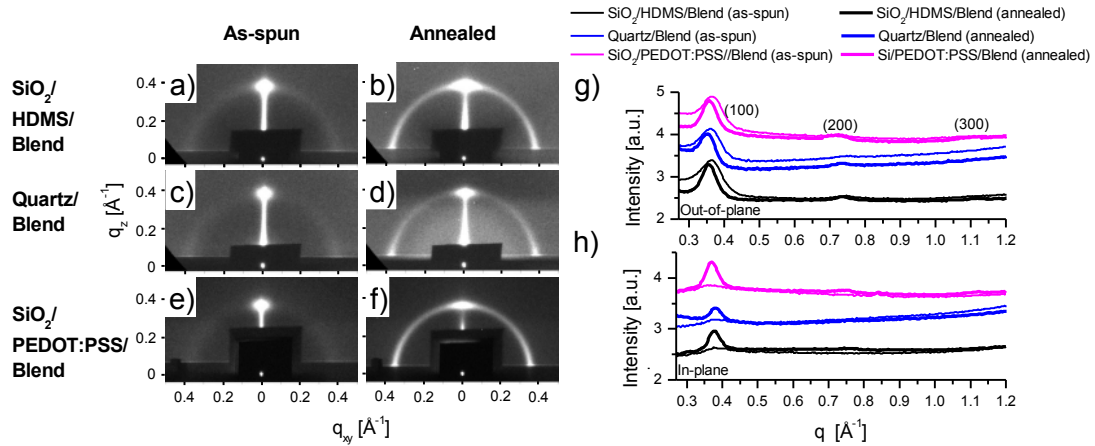 As-spun
Annealed
SiO2/
HDMS/
Blend
Quartz/
Blend
SiO2/
PEDOT:PSS/
Blend
a)
b)
c)
d)
e)
f)
0.4
0.2
0
0.4
0.2
0
0.4
0.2
0
qz [Å-1]
0.4 0.2 0 0.2 0.4
0.4 0.2 0 0.2 0.4
qxy [Å-1]
SiO2/HDMS/Blend (as-spun)
SiO2/HDMS/Blend (annealed)
Quartz/Blend (as-spun)
Quartz/Blend (annealed)
SiO2/PEDOT:PSS//Blend (as-spun)
Si/PEDOT:PSS/Blend (annealed)
g)
5
4
3
2
Intensity [a.u.]
(100)
(200)
(300)
Out-of-plane
0.3 0.4 0.5 0.6 0.7 0.8 0.9 1.0 1.1 1.2
h)
4
3
2
Intensity [a.u.]
In-plane
0.3 0.4 0.5 0.6 0.7 0.8 0.9 1.0 1.1 1.2
q [Å-1]